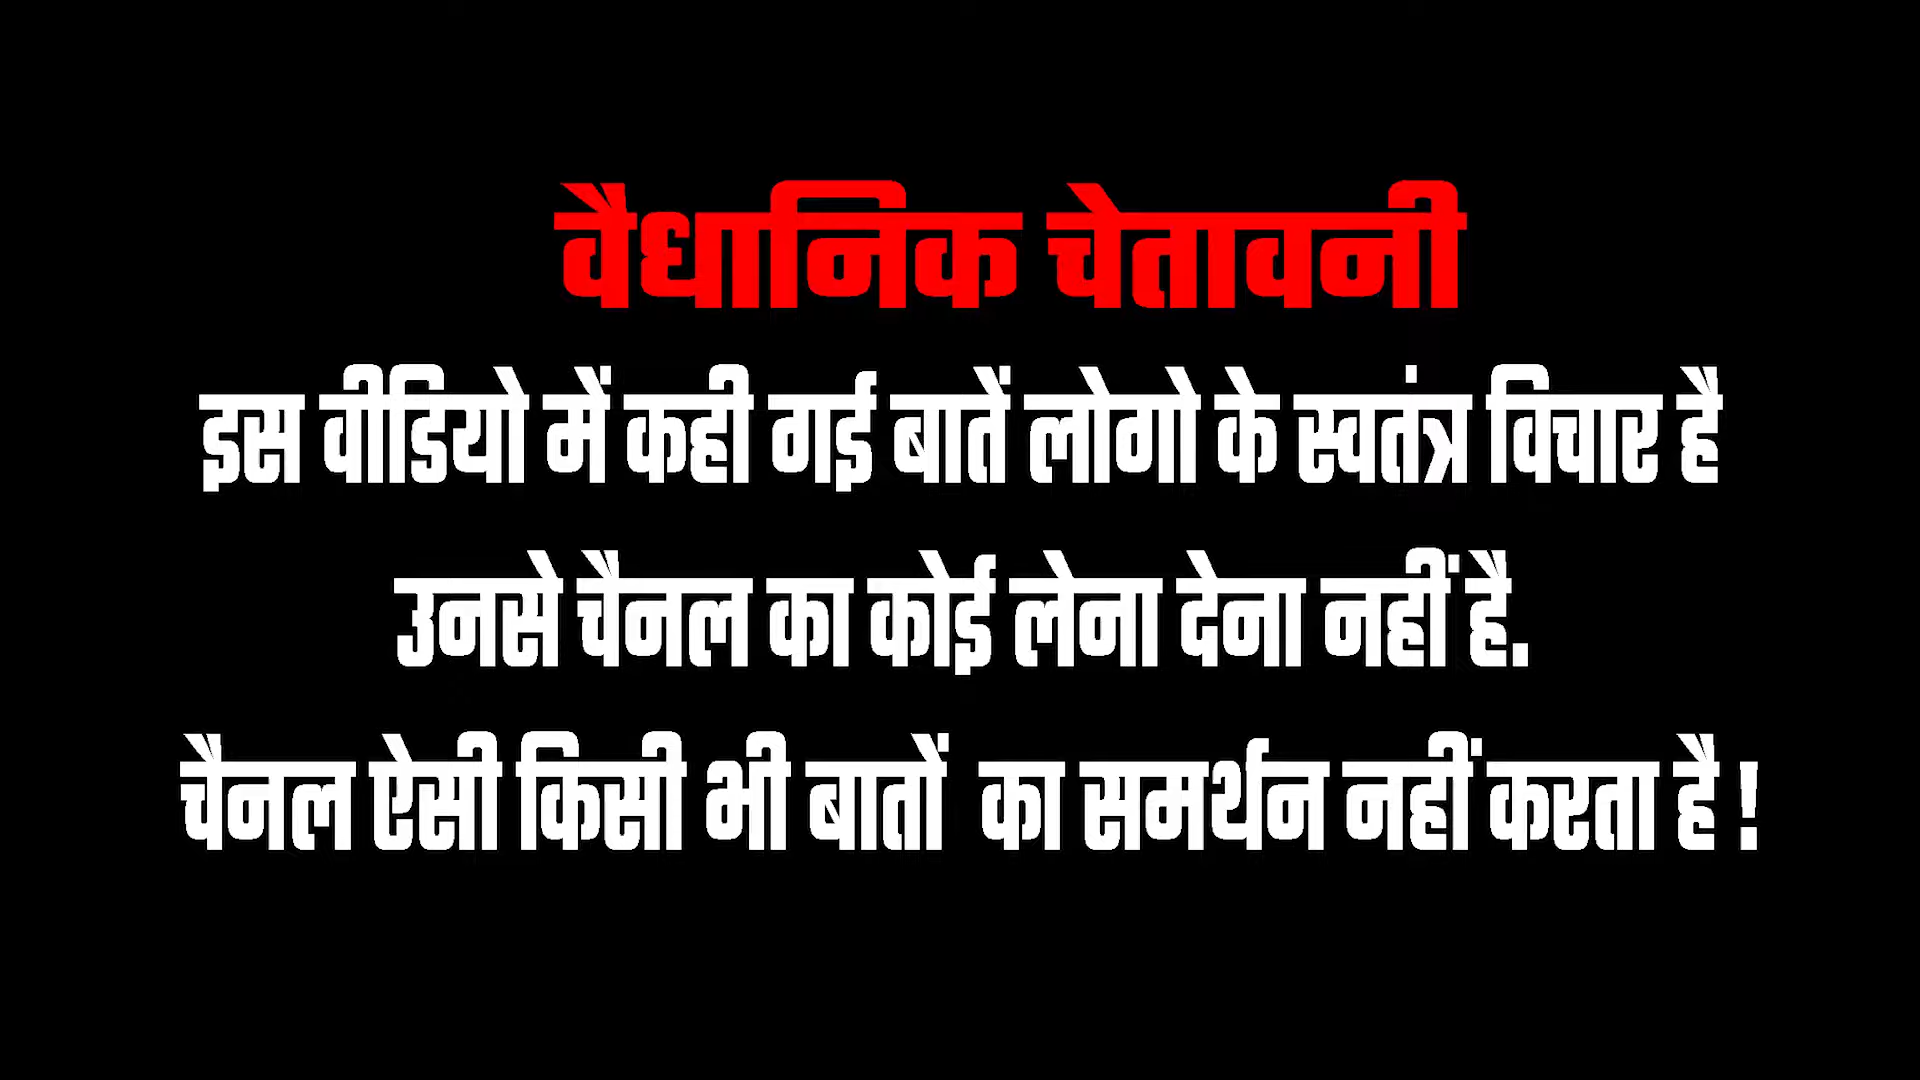 वैधानिक चेतावनी
इस वीडियो में कही गई बातें लोगो के स्वतंत्र विचार है
उनसे चैनल का कोई लेना देना नहीं है.
चैनल ऐसी किसी भी बातों का समर्थन नहीं करता है !